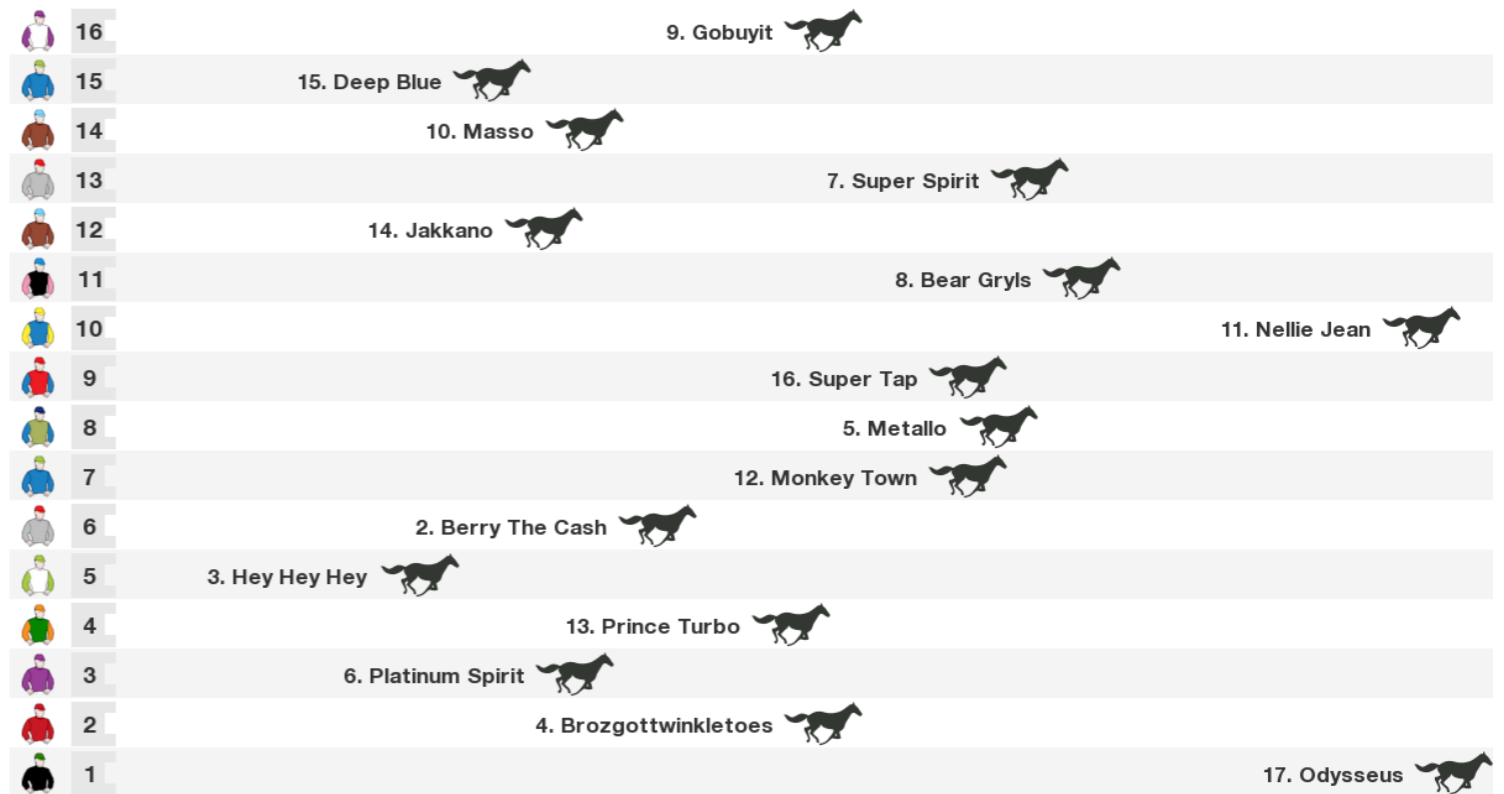 16 9. Gobuyit
15 15. Deep Blue
14 10. Masso
13 7. Super Spirit
12 14. Jakkano
11 8. Bear Gryls
10 11. Nellie Jean
9 16. Super Tap
8 5. Metallo
7 12. Monkey Town
6 2. Berry The Cash
5 3. Hey Hey Hey
4 13. Prince Turbo
3 6. Platinum Spirit
2 4. Brozgottwinkletoes
1 17. Odysseus